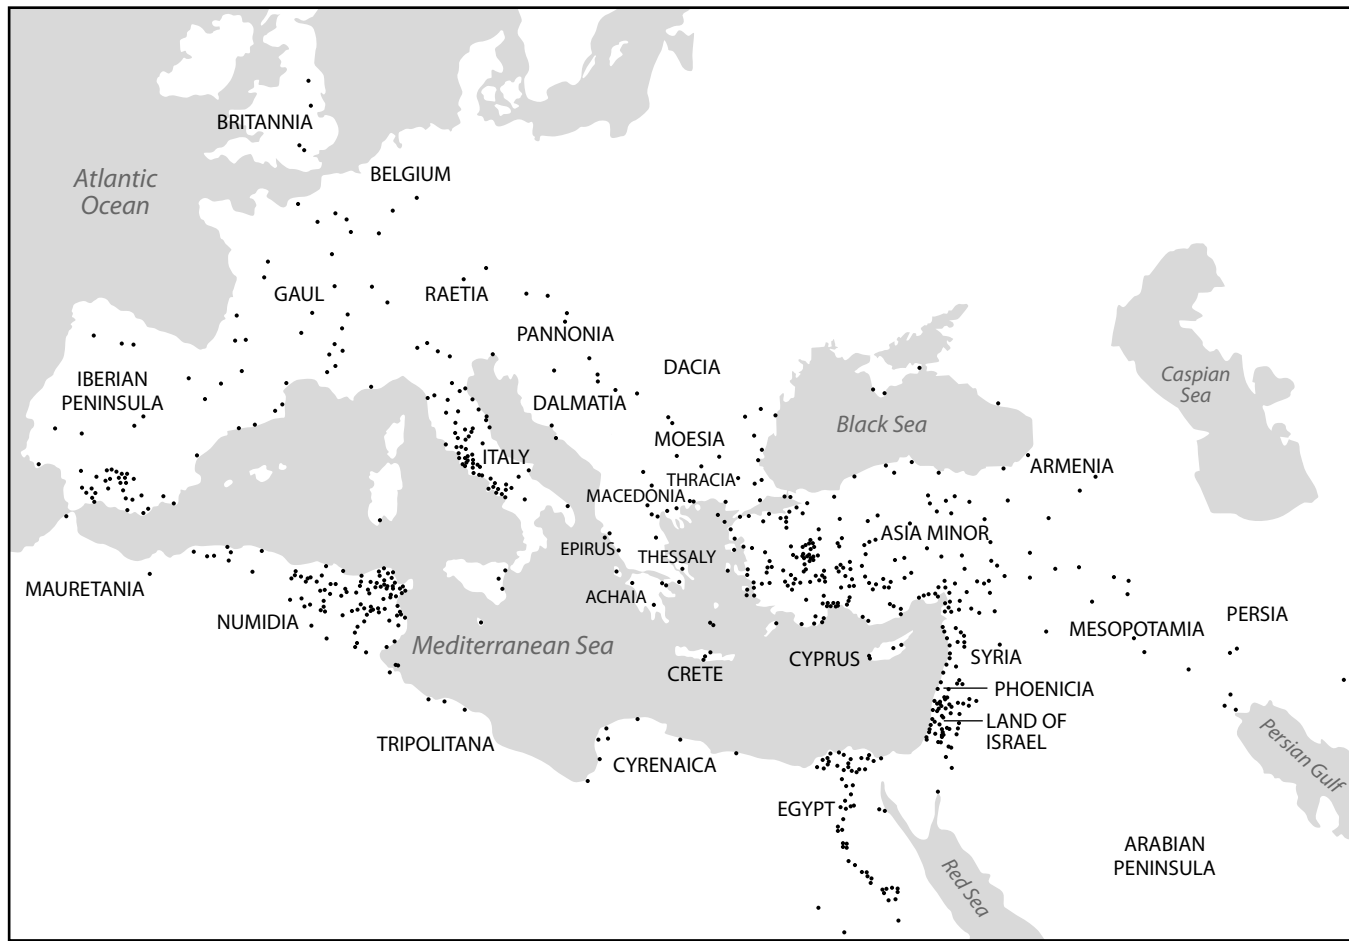 BRITANNIA
Atlantic
Ocean
BELGIUM
GAUL
RAETIA
PANNONIA
DACIA
IBERIAN
PENINSULA
DALMATIA
Caspian
Sea
Black Sea
MOESIA
ITALY
THRACIA
ARMENIA
MACEDONIA
ASIA MINOR
EPIRUS
THESSALY
MAURETANIA
ACHAIA
NUMIDIA
PERSIA
MESOPOTAMIA
Mediterranean Sea
CRETE
CYPRUS
SYRIA
PHOENICIA
LAND OF
ISRAEL
TRIPOLITANA
CYRENAICA
Persian Gulf
EGYPT
ARABIAN
PENINSULA
Red Sea